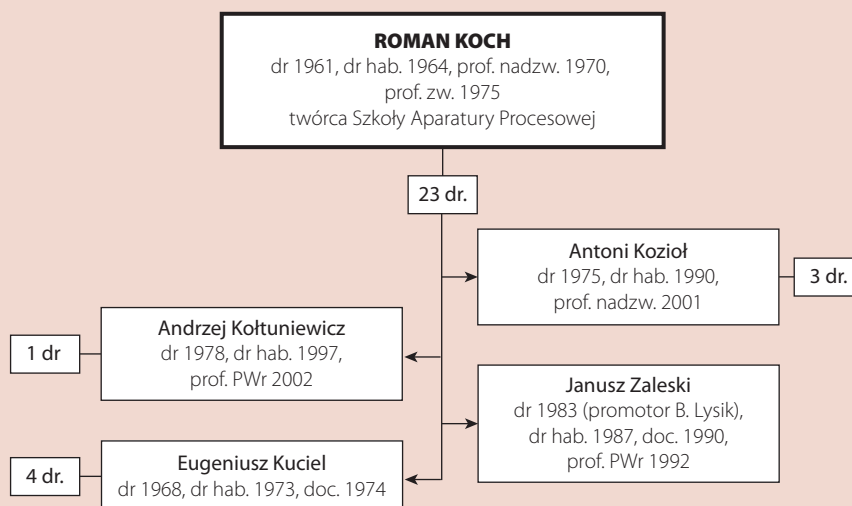 ROMAN KOCH
dr 1961, dr hab. 1964, prof. nadzw. 1970,
prof. zw. 1975
twórca Szkoły Aparatury Procesowej
23 dr.
Antoni Kozioł
dr 1975, dr hab. 1990,
prof. nadzw. 2001
3 dr.
Andrzej Kołtuniewicz
dr 1978, dr hab. 1997,
prof. PWr 2002
1 dr
Janusz Zaleski
dr 1983 (promotor B. Lysik),
dr hab. 1987, doc. 1990,
prof. PWr 1992
Eugeniusz Kuciel
dr 1968, dr hab. 1973, doc. 1974
4 dr.